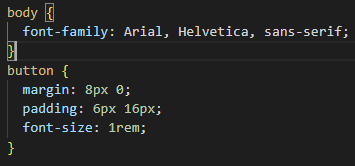 body {
  font-family: Arial, Helvetica, sans-serif;
}
button {
  margin: 8px 0;
  padding: 6px 16px;
  font-size: 1rem;
}